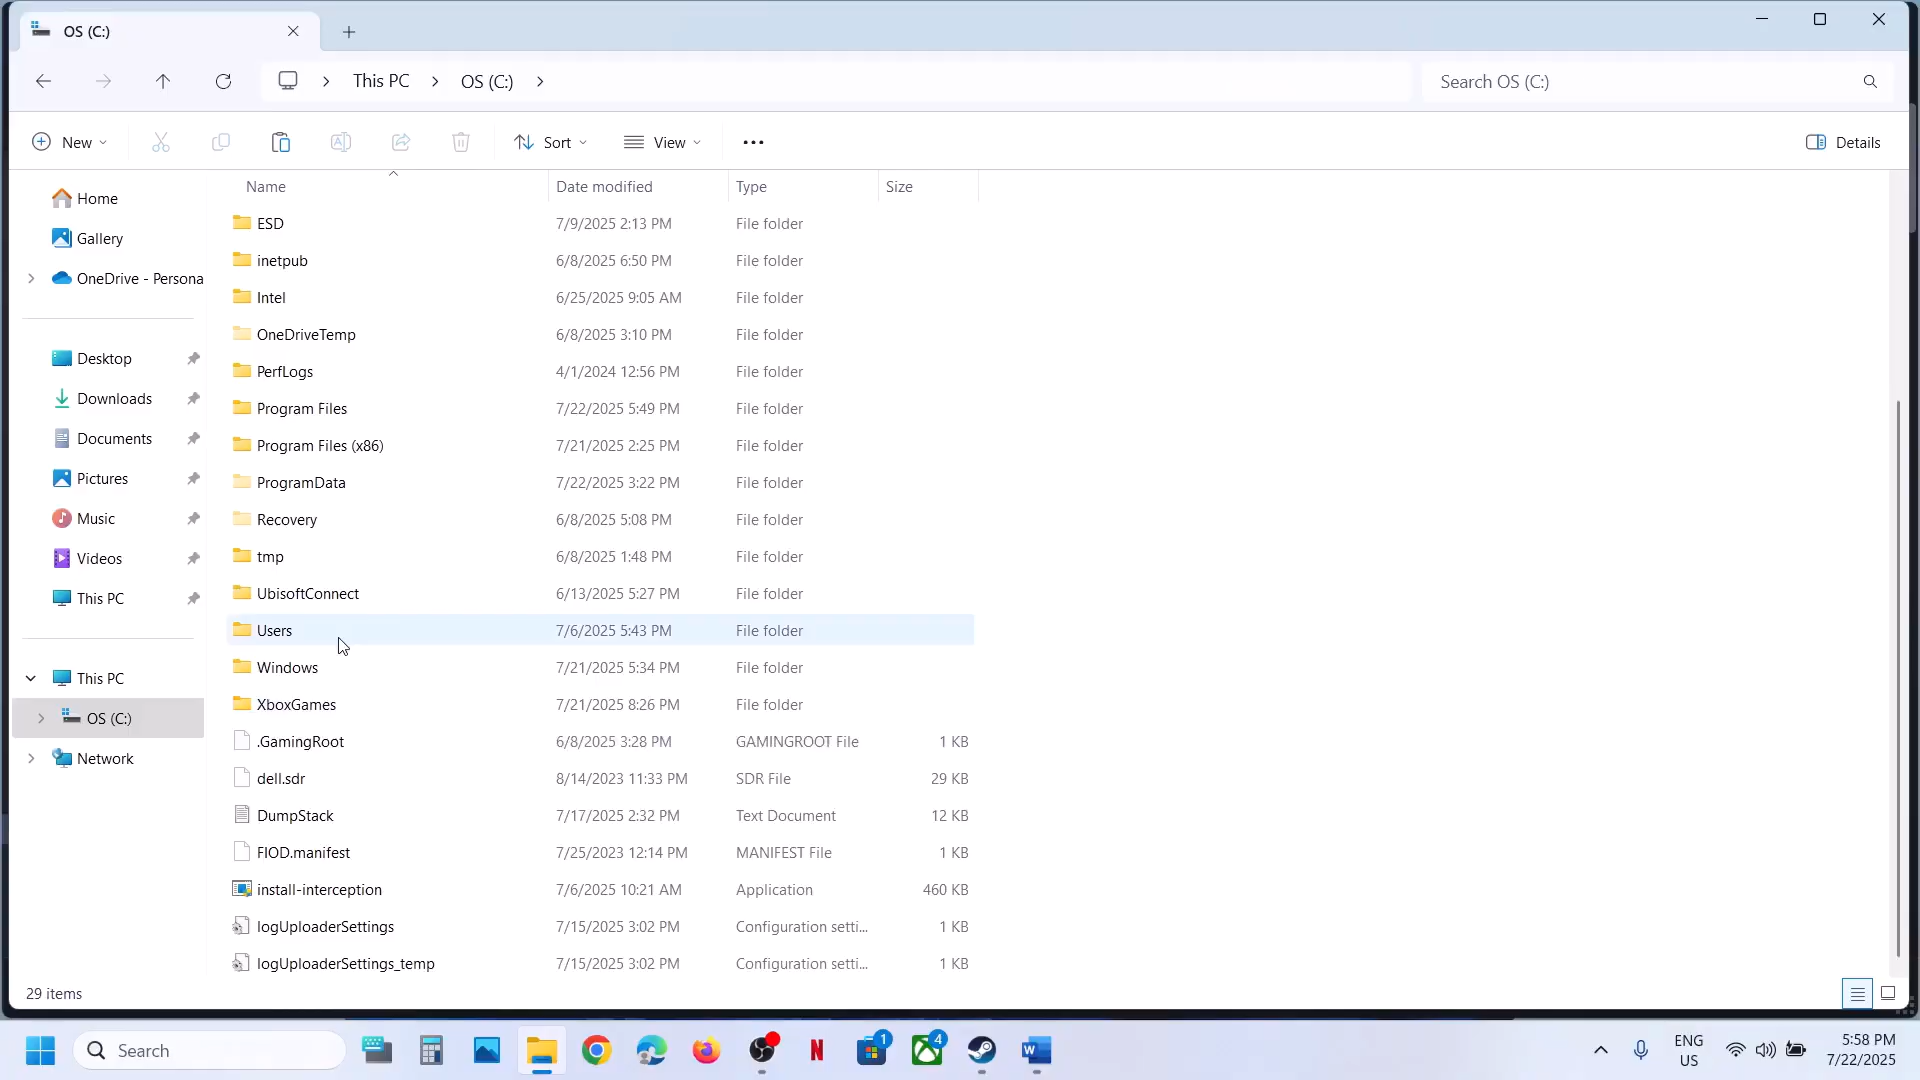 OS (C:)
This PC
OS (C:)
Search OS (C:)
New
Sort
View
Details
Name Date modified Type Size
Home
Gallery
OneDrive - Persona
Desktop
Downloads
Documents
Pictures
Music
Videos
This PC
This PC
OS (C:)
Network
ESD 7/9/2025 2:13 PM File folder
inetpub 6/8/2025 6:50 PM File folder
Intel 6/25/2025 9:05 AM File folder
OneDriveTemp 6/8/2025 3:10 PM File folder
PerfLogs 4/1/2024 12:56 PM File folder
Program Files 7/22/2025 5:49 PM File folder
Program Files (x86) 7/21/2025 2:25 PM File folder
ProgramData 7/22/2025 3:22 PM File folder
Recovery 6/8/2025 5:08 PM File folder
tmp 6/8/2025 1:48 PM File folder
UbisoftConnect 6/13/2025 5:27 PM File folder
Users 7/6/2025 5:43 PM File folder
Windows 7/21/2025 5:34 PM File folder
XboxGames 7/21/2025 8:26 PM File folder
.GamingRoot 6/8/2025 3:28 PM GAMINGROOT File 1 KB
dell.sdr 8/14/2023 11:33 PM SDR File 29 KB
DumpStack 7/17/2025 2:32 PM Text Document 12 KB
FIOD.manifest 7/25/2023 12:14 PM MANIFEST File 1 KB
install-interception 7/6/2025 10:21 AM Application 460 KB
logUploaderSettings 7/15/2025 3:02 PM Configuration setti... 1 KB
logUploaderSettings_temp 7/15/2025 3:02 PM Configuration setti... 1 KB
29 items
Search
1
4
ENG
US
5:58 PM
7/22/2025